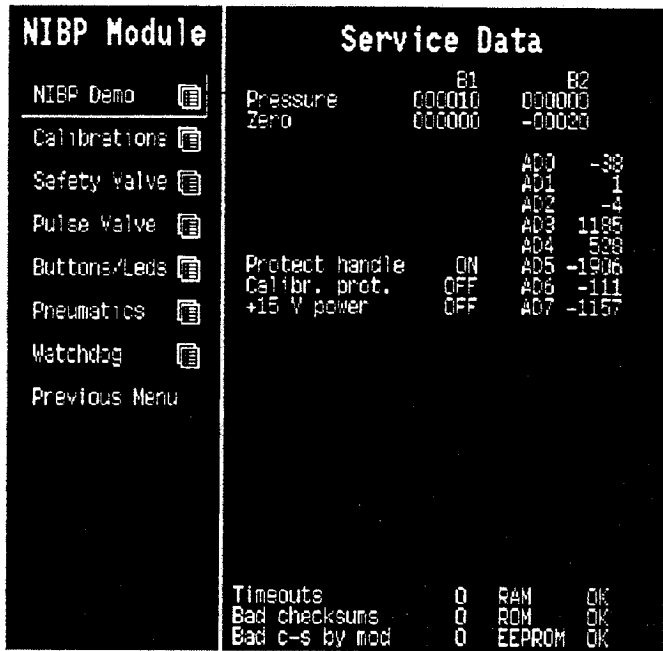 NIBP Module
NIBP Demo
Calibrations
Safety Valve
Pulse Valve
Buttons/Leds
Pneumatics
Watchdog
Previous Menu
Service Data
B1 B2
Pressure 000010 000000
Zero 000000 -00020
AD0 -38
AD1 1
AD2 -4
AD3 1185
AD4 528
Protect handle ON AD5 -1906
Calibr. prot. OFF AD6 -111
+15 V power OFF AD7 -1157
Timeouts 0 RAM OK
Bad checksums 0 ROM OK
Bad c-s by mod 0 EEPROM OK